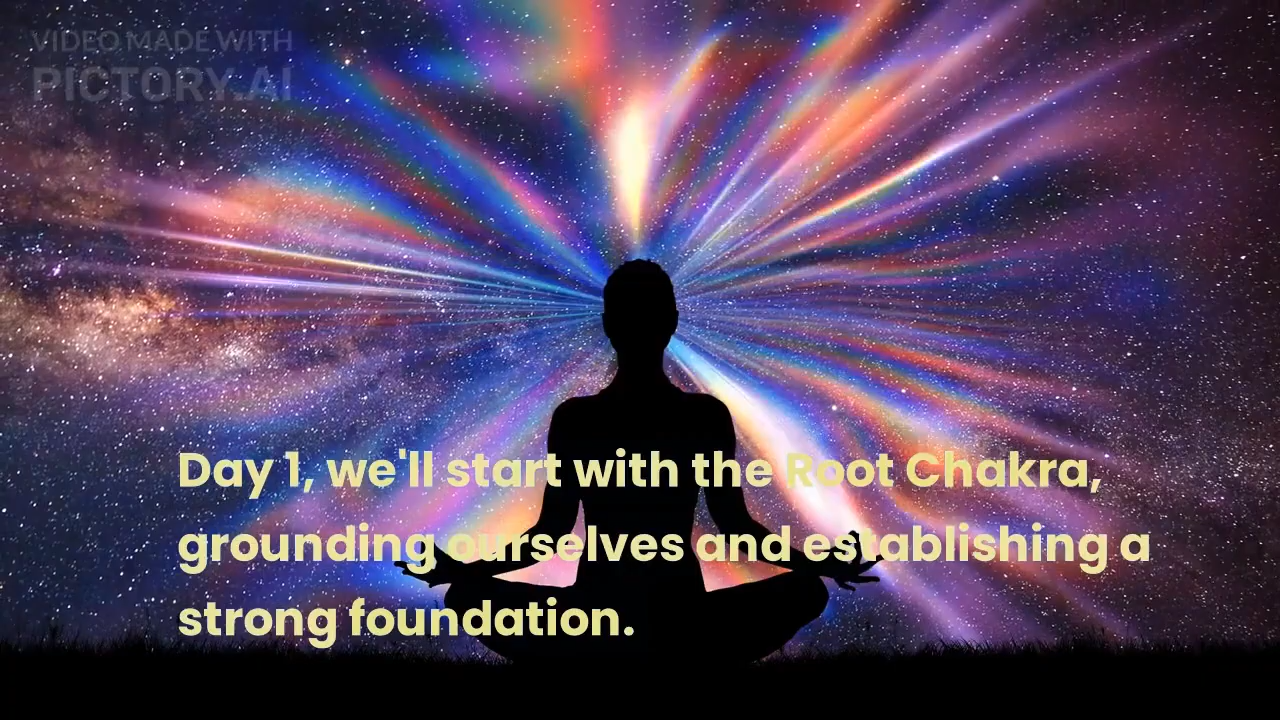 VIDEO MADE WITH
PICTORY.AI
Day 1, we'll start with the Root Chakra,
grounding ourselves and establishing a
strong foundation.